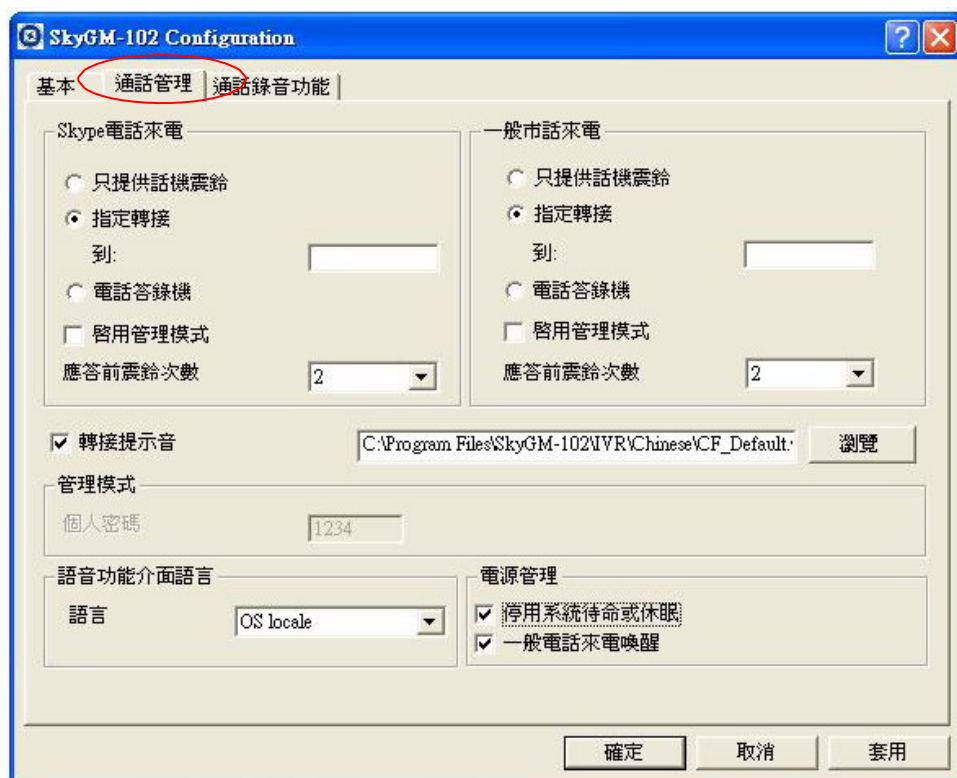 SkyGM-102 Configuration
基本 通話管理 通話錄音功能
Skype電話來電
只提供話機震鈴
指定轉接
到:
電話答錄機
啓用管理模式
應答前震鈴次數 2
一般市話來電
只提供話機震鈴
指定轉接
到:
電話答錄機
啓用管理模式
應答前震鈴次數 2
轉接提示音 C:\Program Files\SkyGM-102\IVR\Chinese\CF_Default. 瀏覽
管理模式
個人密碼 1234
語音功能介面語言
語言 OS locale
電源管理
停用系統待命或休眠
一般電話來電喚醒
確定 取消 套用